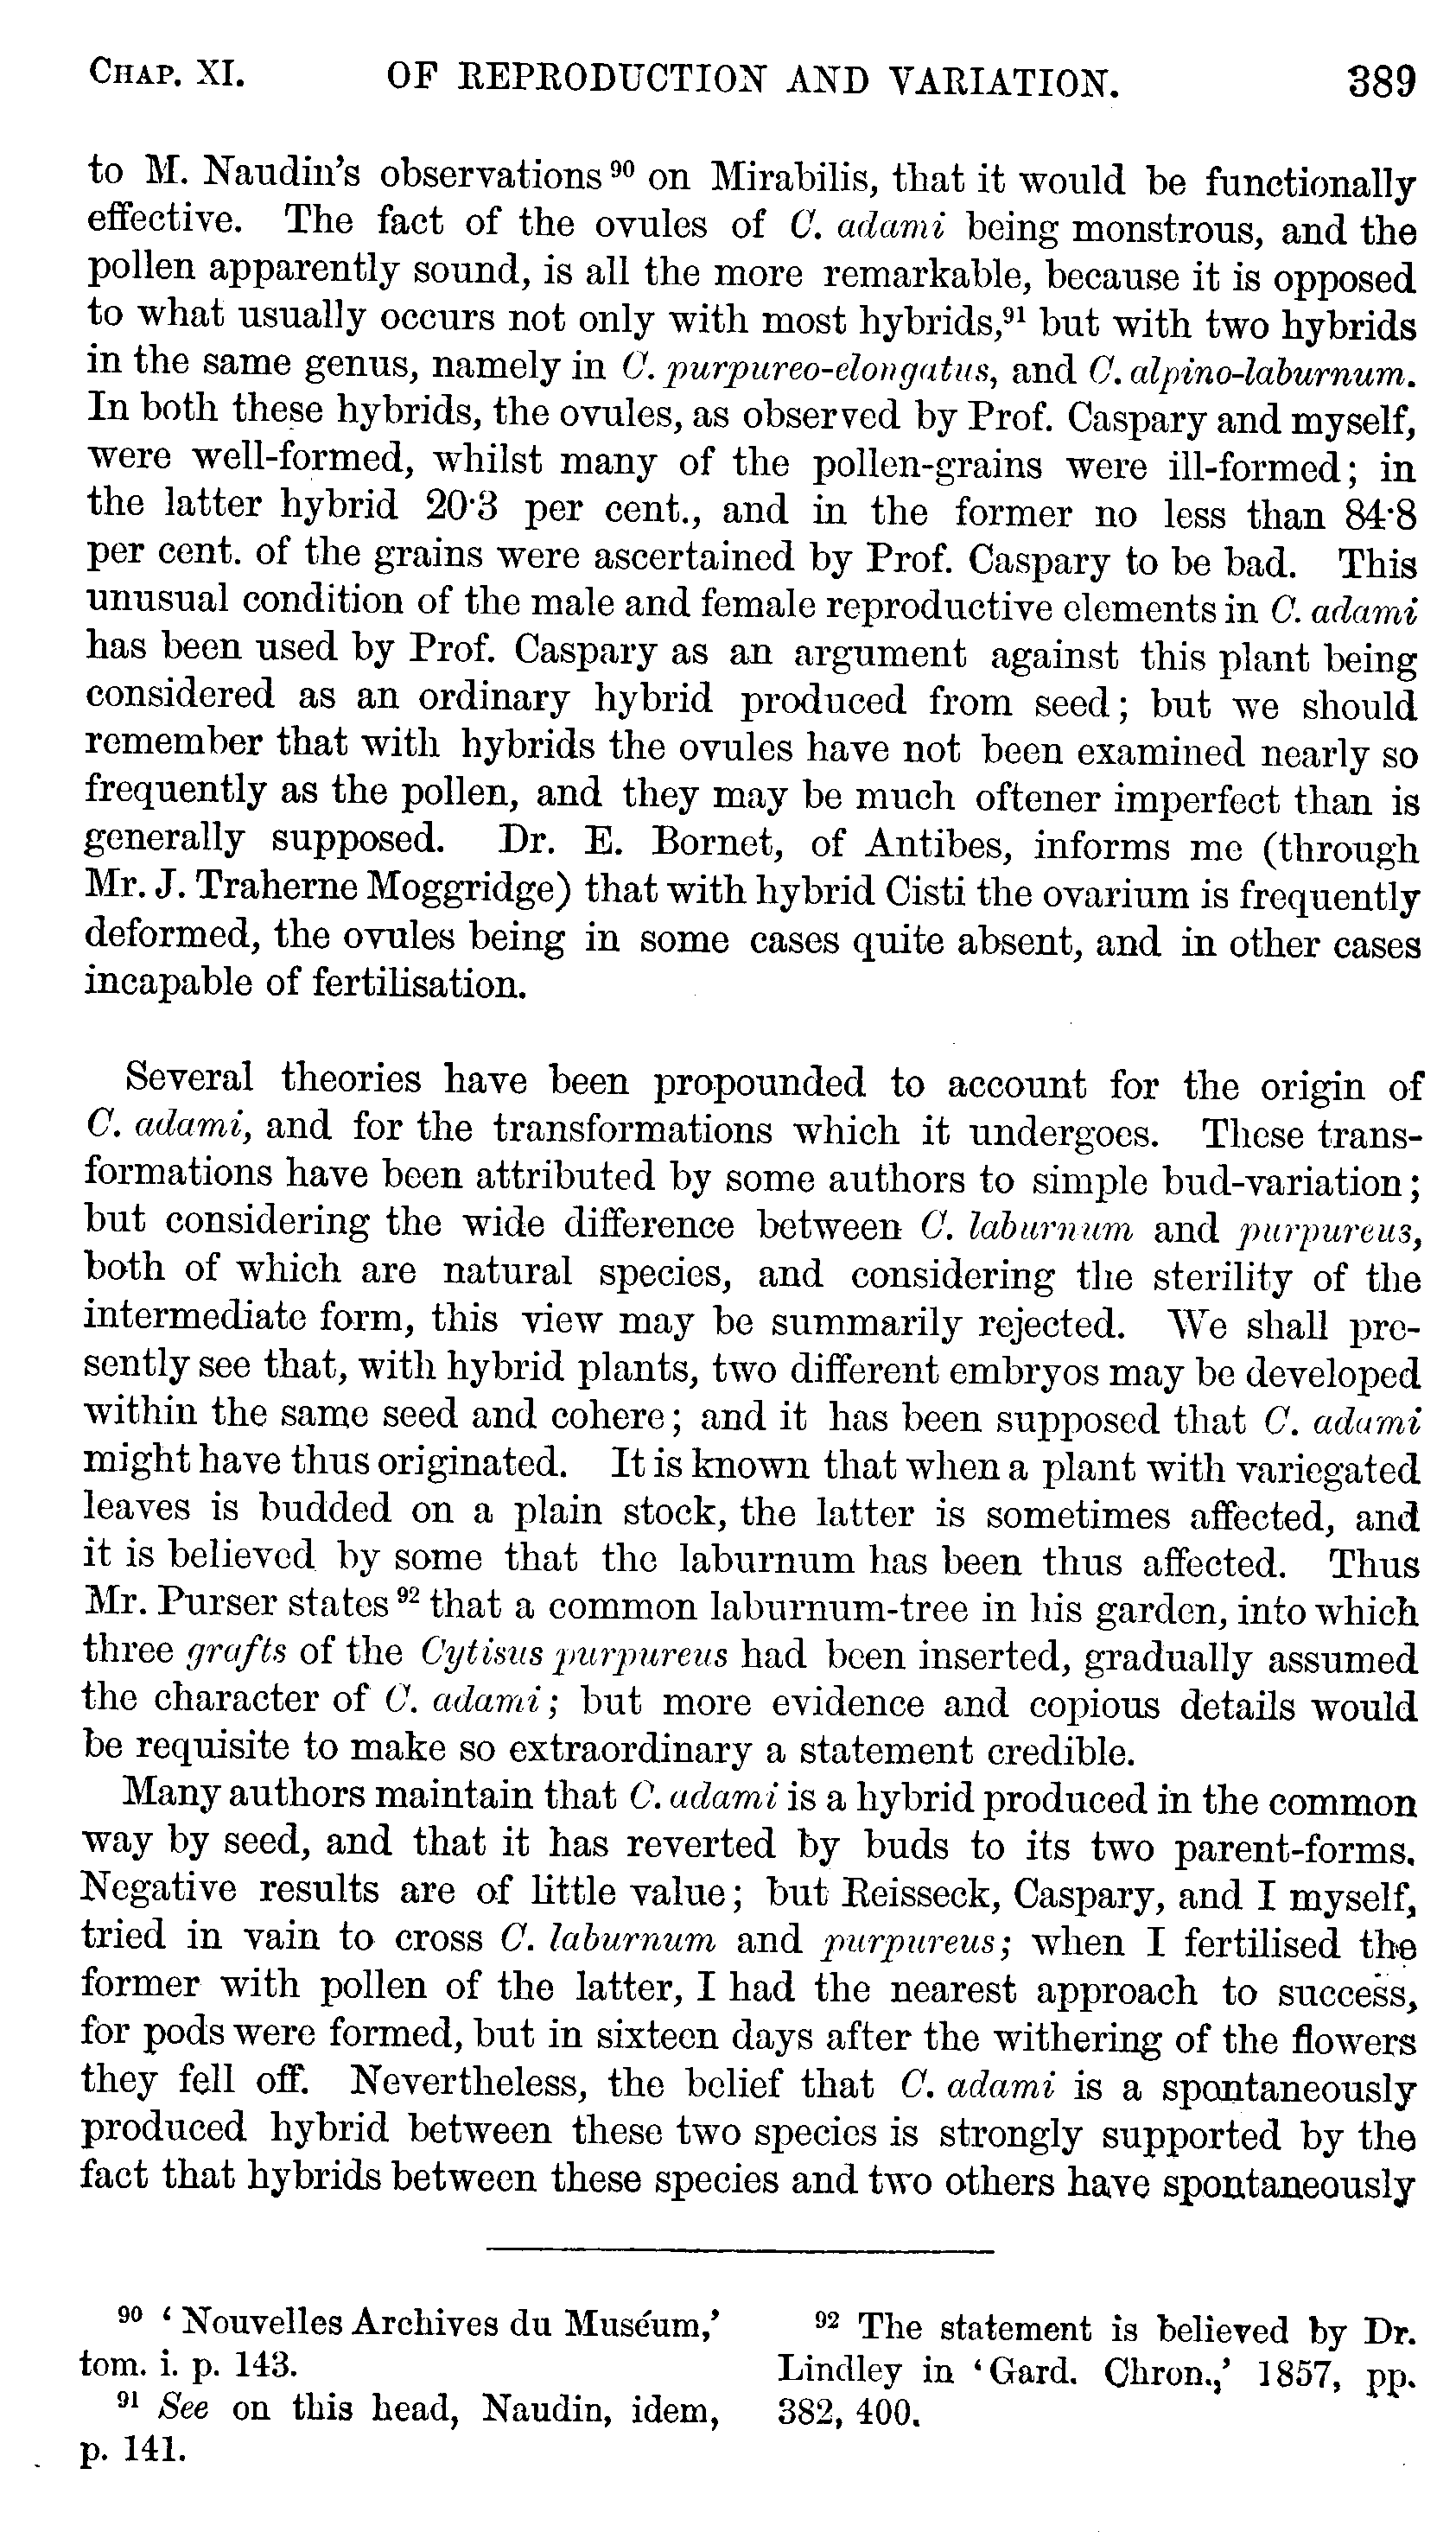 CHAP. XI. OF REPRODUCTION AND VARIATION. 389
to M. Naudin's observations 90 on Mirabilis, that it would be functionally
effective. The fact of the ovules of C. adami being monstrous, and the
pollen apparently sound, is all the more remarkable, because it is opposed
to what usually occurs not only with most hybrids,91 but with two hybrids
in the same genus, namely in C. purpureo-elongatus, and C. alpino-laburnum.
In both these hybrids, the ovules, as observed by Prof. Caspary and myself,
were well-formed, whilst many of the pollen-grains were ill-formed; in
the latter hybrid 20·3 per cent., and in the former no less than 84·8
per cent. of the grains were ascertained by Prof. Caspary to be bad. This
unusual condition of the male and female reproductive elements in C. adami
has been used by Prof. Caspary as an argument against this plant being
considered as an ordinary hybrid produced from seed; but we should
remember that with hybrids the ovules have not been examined nearly so
frequently as the pollen, and they may be much oftener imperfect than is
generally supposed. Dr. E. Bornet, of Antibes, informs me (through
Mr. J. Traherne Moggridge) that with hybrid Cisti the ovarium is frequently
deformed, the ovules being in some cases quite absent, and in other cases
incapable of fertilisation.
Several theories have been propounded to account for the origin of
C. adami, and for the transformations which it undergoes. These trans-
formations have been attributed by some authors to simple bud-variation;
but considering the wide difference between C. laburnum and purpureus,
both of which are natural species, and considering the sterility of the
intermediate form, this view may be summarily rejected. We shall pre-
sently see that, with hybrid plants, two different embryos may be developed
within the same seed and cohere; and it has been supposed that C. adami
might have thus originated. It is known that when a plant with variegated
leaves is budded on a plain stock, the latter is sometimes affected, and
it is believed by some that the laburnum has been thus affected. Thus
Mr. Purser states 92 that a common laburnum-tree in his garden, into which
three grafts of the Cytisus purpureus had been inserted, gradually assumed
the character of C. adami; but more evidence and copious details would
be requisite to make so extraordinary a statement credible.
Many authors maintain that C. adami is a hybrid produced in the common
way by seed, and that it has reverted by buds to its two parent-forms.
Negative results are of little value; but Reisseck, Caspary, and I myself,
tried in vain to cross C. laburnum and purpureus; when I fertilised the
former with pollen of the latter, I had the nearest approach to success,
for pods were formed, but in sixteen days after the withering of the flowers
they fell off. Nevertheless, the belief that C. adami is a spontaneously
produced hybrid between these two species is strongly supported by the
fact that hybrids between these species and two others have spontaneously
90 'Nouvelles Archives du Muséum,'
tom. i. p. 143.
91 See on this head, Naudin, idem,
p. 141.
92 The statement is believed by Dr.
Lindley in 'Gard. Chron.,' 1857, pp.
382, 400.